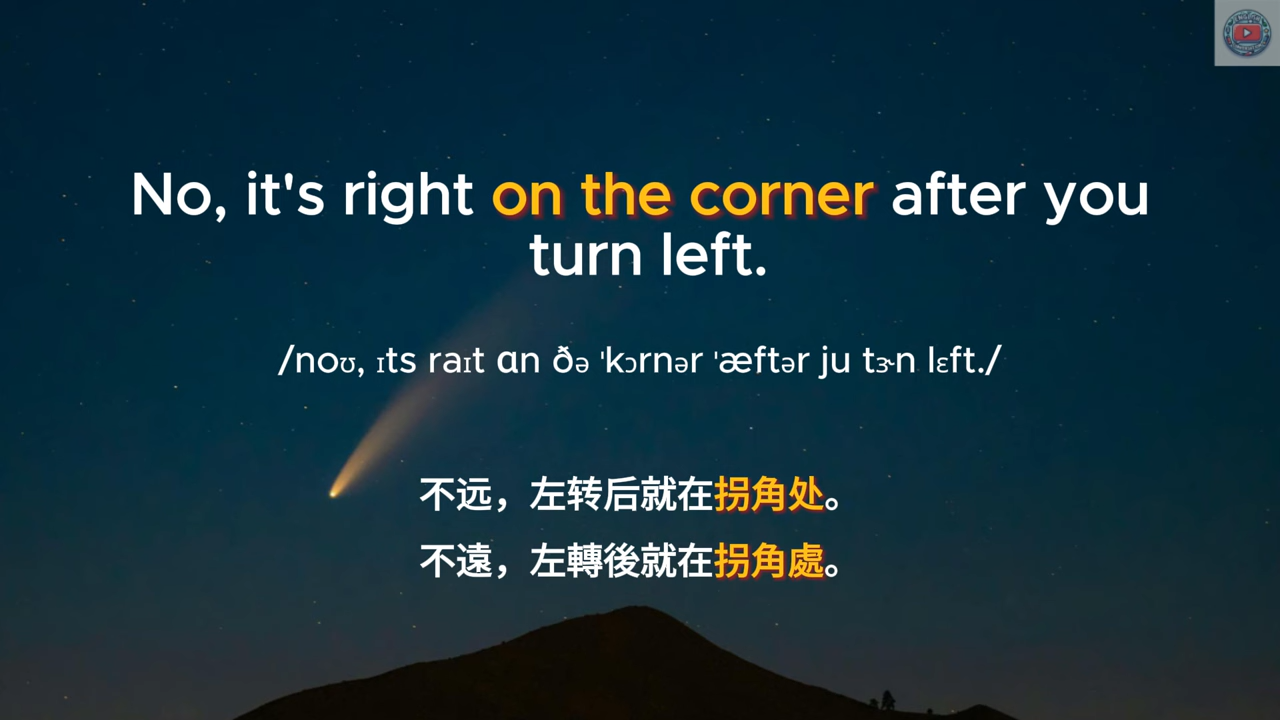 No, it's right on the corner after you
turn left.
/noʊ, ɪts raɪt ɑn ðə ˈkɔrnər ˈæftər ju tɝn lɛft./
不远，左转后就在拐角处。
不遠，左轉後就在拐角處。